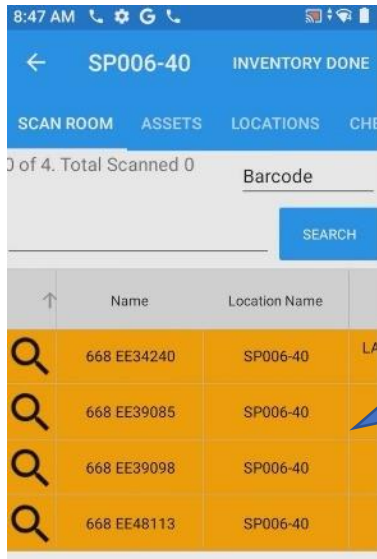 8:47 AM G
SP006-40 INVENTORY DONE
SCAN ROOM ASSETS LOCATIONS CHE
0 of 4. Total Scanned 0
Barcode
SEARCH
Name Location Name
668 EE34240 SP006-40 LA
668 EE39085 SP006-40
668 EE39098 SP006-40
668 EE48113 SP006-40